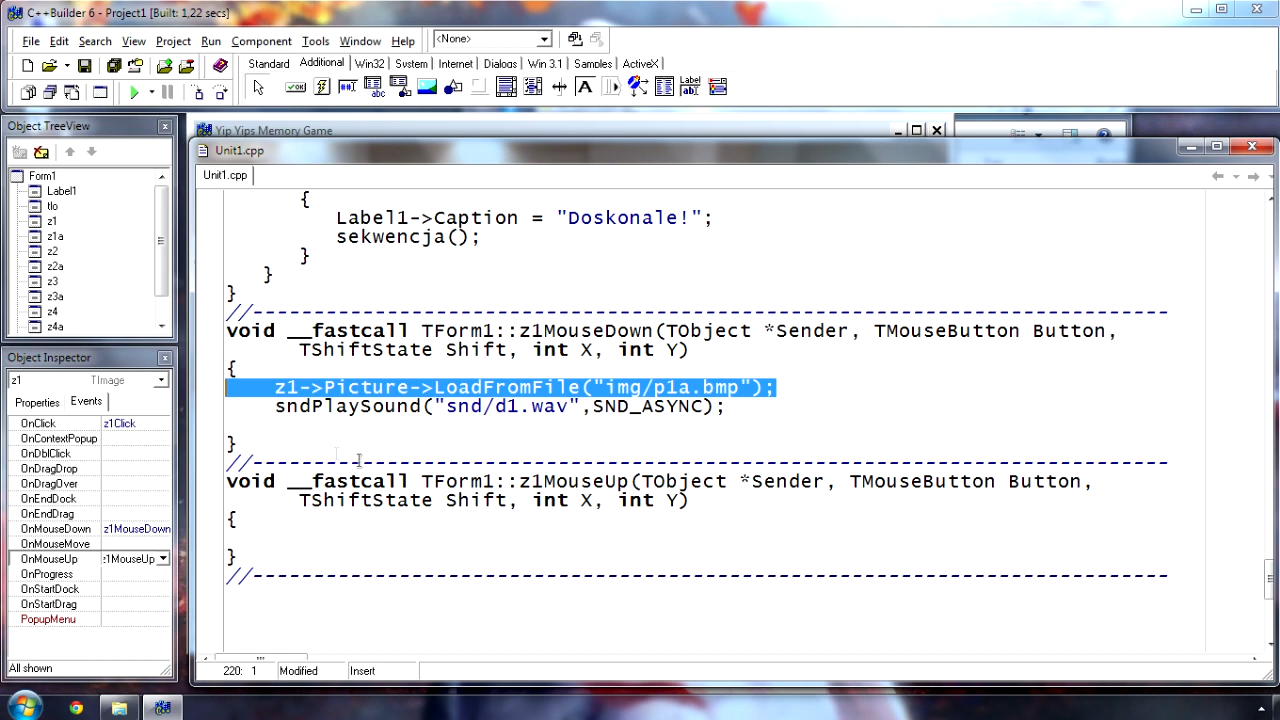 C++Builder 6 - Project1 [Built: 1,22 secs]
File Edit Search View Project Run Component Tools Window Help
<None>
Standard Additional Win32 System Internet Dialogs Win 3.1 Samples ActiveX
Object TreeView
Form1
Label1
tlo
z1
z1a
z2
z2a
z3
z3a
z4
z4a
Object Inspector
z1 TImage
Properties Events
OnClick z1Click
OnContextPopup
OnDblClick
OnDragDrop
OnDragOver
OnEndDock
OnEndDrag
OnMouseDown z1MouseDown
OnMouseMove
OnMouseUp z1MouseUp
OnProgress
OnStartDock
OnStartDrag
PopupMenu
All shown
Yip Yips Memory Game
Unit1.cpp
Unit1.cpp
{
Label1->Caption = "Doskonale!";
sekwencja();
}
}
}
//---------------------------------------------------------------------------
void __fastcall TForm1::z1MouseDown(TObject *Sender, TMouseButton Button,
TShiftState Shift, int X, int Y)
{
z1->Picture->LoadFromFile("img/p1a.bmp");
sndPlaySound("snd/d1.wav",SND_ASYNC);
}
//---------------------------------------------------------------------------
void __fastcall TForm1::z1MouseUp(TObject *Sender, TMouseButton Button,
TShiftState Shift, int X, int Y)
{
}
//---------------------------------------------------------------------------
220: 1 Modified Insert